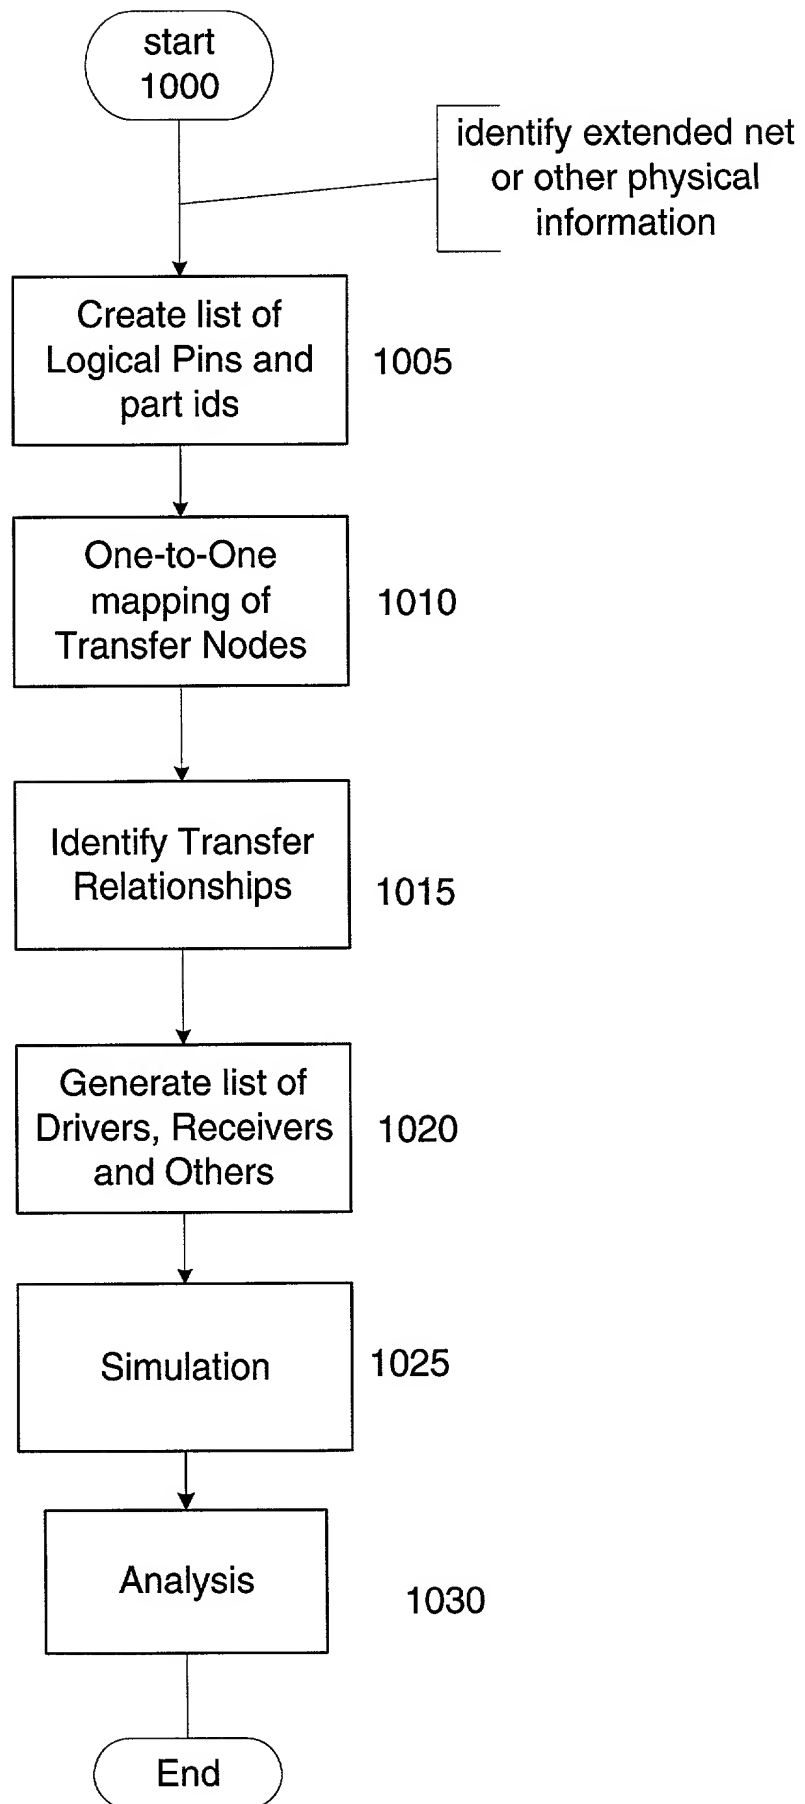 start
1000
identify extended net
or other physical
information
Create list of
Logical Pins and
part ids
1005
One-to-One
mapping of
Transfer Nodes
1010
Identify Transfer
Relationships
1015
Generate list of
Drivers, Receivers
and Others
1020
Simulation
1025
Analysis
1030
End